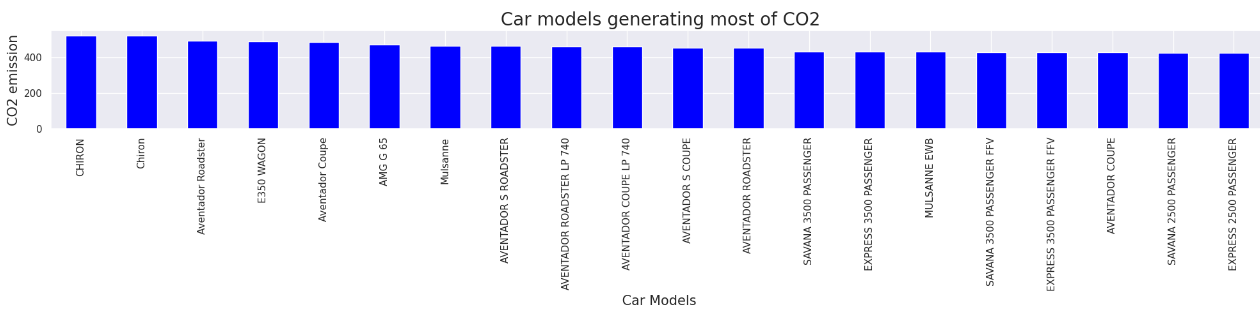 Car models generating most of CO2
CO2 emission
400
200
0
CHIRON
Chiron
Aventador Roadster
E350 WAGON
Aventador Coupe
AMG G 65
Mulsanne
AVENTADOR S ROADSTER
AVENTADOR ROADSTER LP 740
AVENTADOR COUPE LP 740
AVENTADOR S COUPE
AVENTADOR ROADSTER
SAVANA 3500 PASSENGER
EXPRESS 3500 PASSENGER
MULSANNE EWB
SAVANA 3500 PASSENGER FFV
EXPRESS 3500 PASSENGER FFV
AVENTADOR COUPE
SAVANA 2500 PASSENGER
EXPRESS 2500 PASSENGER
Car Models